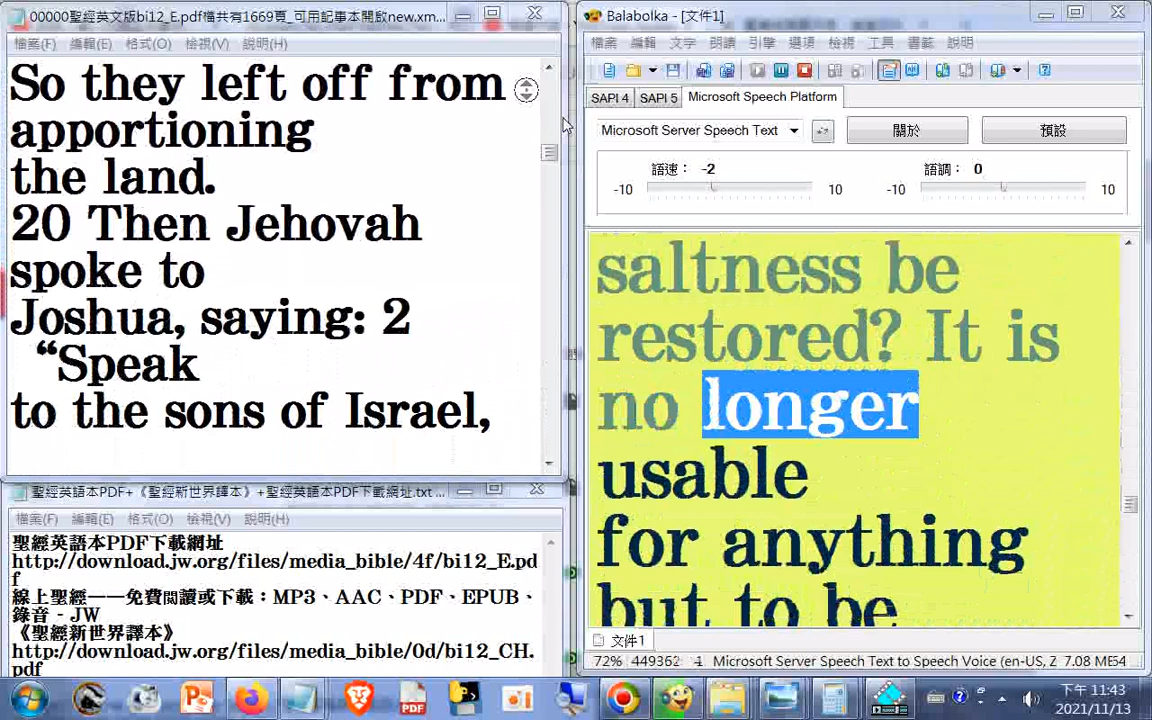 00000聖經英文版bi12_E.pdf檔共有1669頁_可用記事本開啟new.xm...
檔案(F) 編輯(E) 格式(O) 檢視(V) 說明(H)
So they left off from
apportioning
the land.
20 Then Jehovah
spoke to
Joshua, saying: 2
“Speak
to the sons of Israel,
聖經英語本PDF+《聖經新世界譯本》+聖經英語本PDF下載網址.txt ...
檔案(F) 編輯(E) 格式(O) 檢視(V) 說明(H)
聖經英語本PDF下載網址
http://download.jw.org/files/media_bible/4f/bi12_E.pd
f
線上聖經——免費閱讀或下載：MP3、AAC、PDF、EPUB、
錄音 - JW
《聖經新世界譯本》
http://download.jw.org/files/media_bible/0d/bi12_CH.
pdf
Balabolka - [文件1]
檔案 編輯 文字 朗讀 引擎 選項 檢視 工具 書籤 說明
SAPI 4 SAPI 5 Microsoft Speech Platform
Microsoft Server Speech Text 關於 預設
語速： -2 語調： 0
-10 10 -10 10
saltness be
restored? It is
no longer
usable
for anything
but to be
文件1
72% 449362 -1 Microsoft Server Speech Text to Speech Voice (en-US, Z 7.08 ME54
下午 11:43
2021/11/13